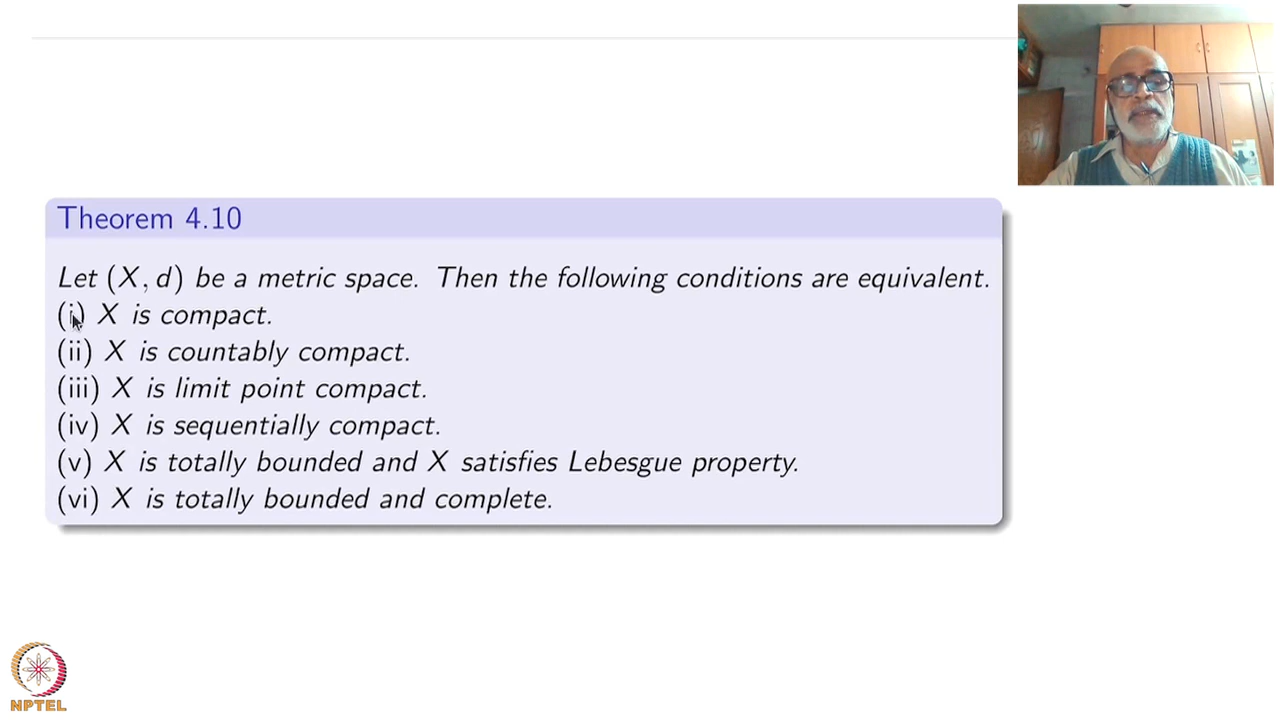 Theorem 4.10
Let (X, d) be a metric space. Then the following conditions are equivalent.
(i) X is compact.
(ii) X is countably compact.
(iii) X is limit point compact.
(iv) X is sequentially compact.
(v) X is totally bounded and X satisfies Lebesgue property.
(vi) X is totally bounded and complete.
NPTEL